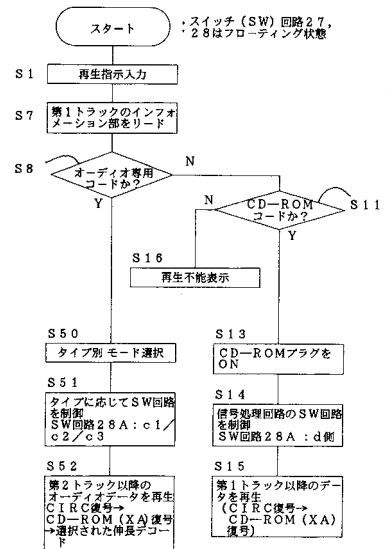 スタート
・スイッチ(SW)回路27,
28はフローティング状態
S1
再生指示入力
S7
第1トラックのインフォ
メーション部をリード
S8
オーディオ専用
コードか?
N
Y
CD—ROM
コードか?
S11
N
Y
S16
再生不能表示
S50
タイプ別 モード選択
S13
CD—ROMプラグを
ON
S51
タイプに応じてSW回路
を制御
SW回路28A:c1/
c2/c3
S14
信号処理回路のSW回路
を制御
SW回路28A:d側
S52
第2トラック以降の
オーディオデータを再生
CIRC復号→
CD—ROM(XA)復号
→選択された伸長デコー
ド
S15
第1トラック以降のデー
タを再生
(CIRC復号→
CD—ROM(XA)
復号)